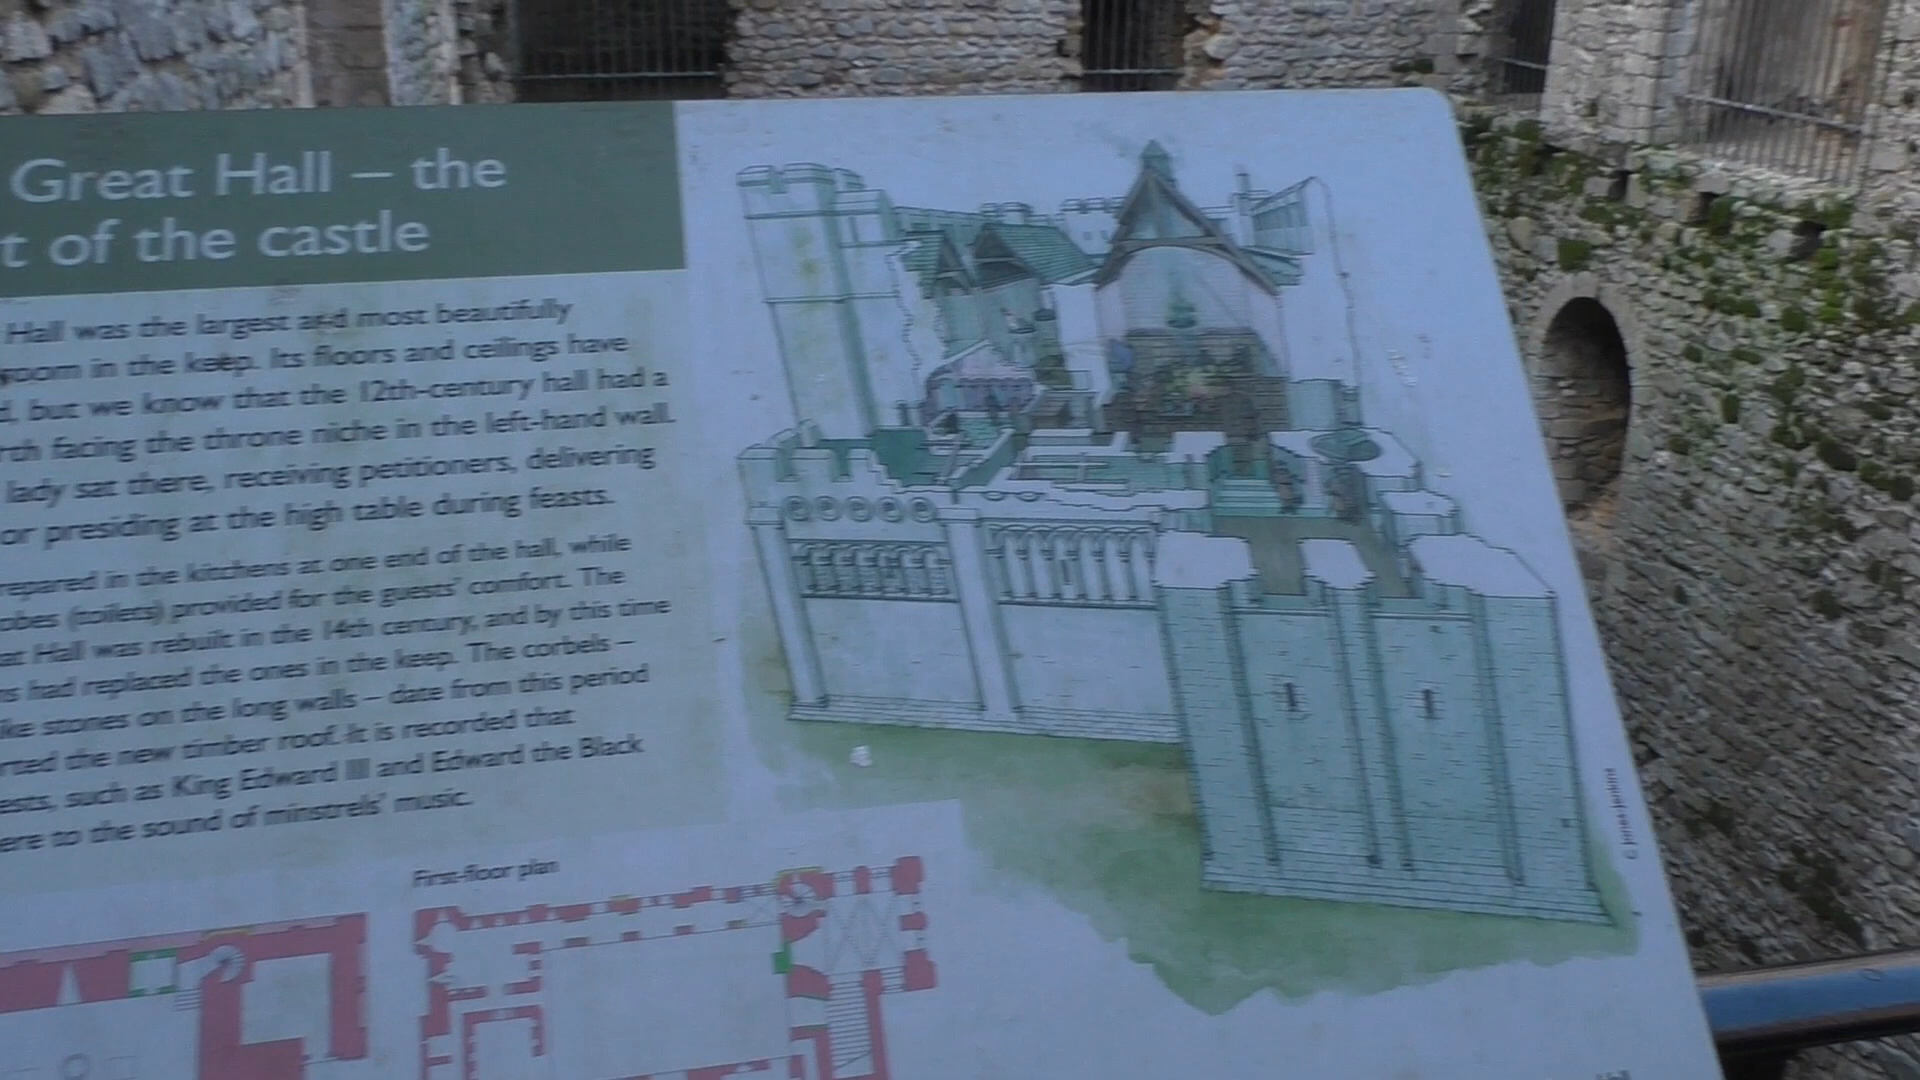 Great Hall – the
t of the castle
Hall was the largest and most beautifully
room in the keep. Its floors and ceilings have
d, but we know that the 12th-century hall had a
rth facing the throne niche in the left-hand wall.
lady sat there, receiving petitioners, delivering
or presiding at the high table during feasts.
repared in the kitchens at one end of the hall, while
obes (toilets) provided for the guests' comfort. The
at Hall was rebuilt in the 14th century, and by this time
ns had replaced the ones in the keep. The corbels –
ike stones on the long walls – date from this period
rted the new timber roof. It is recorded that
ests, such as King Edward III and Edward the Black
ere to the sound of minstrels' music.
First-floor plan